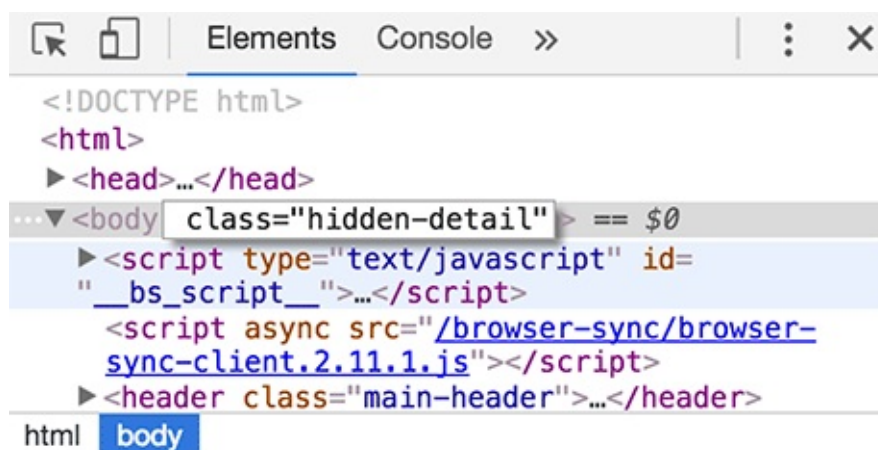 Elements Console »
<!DOCTYPE html>
<html>
▶<head>…</head>
…▼<body class="hidden-detail"> == $0
▶<script type="text/javascript" id=
"__bs_script__">…</script>
<script async src="/browser-sync/browser-
sync-client.2.11.1.js"></script>
▶<header class="main-header">…</header>
html body